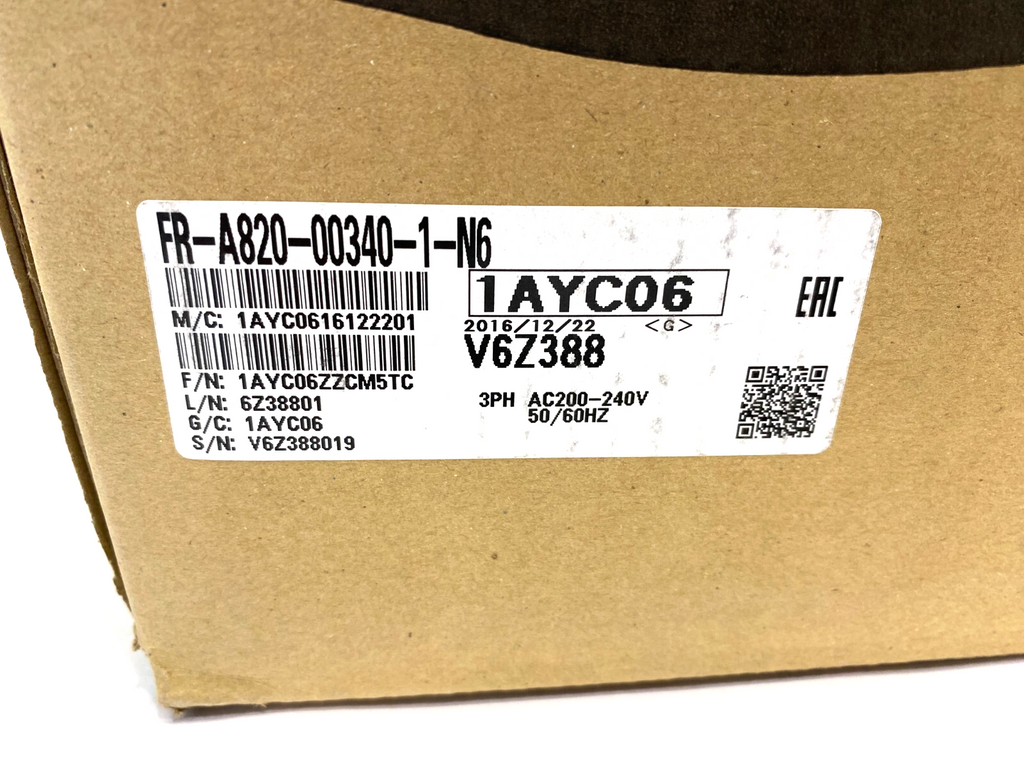 FR-A820-00340-1-N6
1AYC06
EAC
M/C: 1AYC0616122201
2016/12/22 <G>
V6Z388
F/N: 1AYC06ZZCM5TC
L/N: 6Z38801
3PH AC200-240V
50/60HZ
G/C: 1AYC06
S/N: V6Z388019